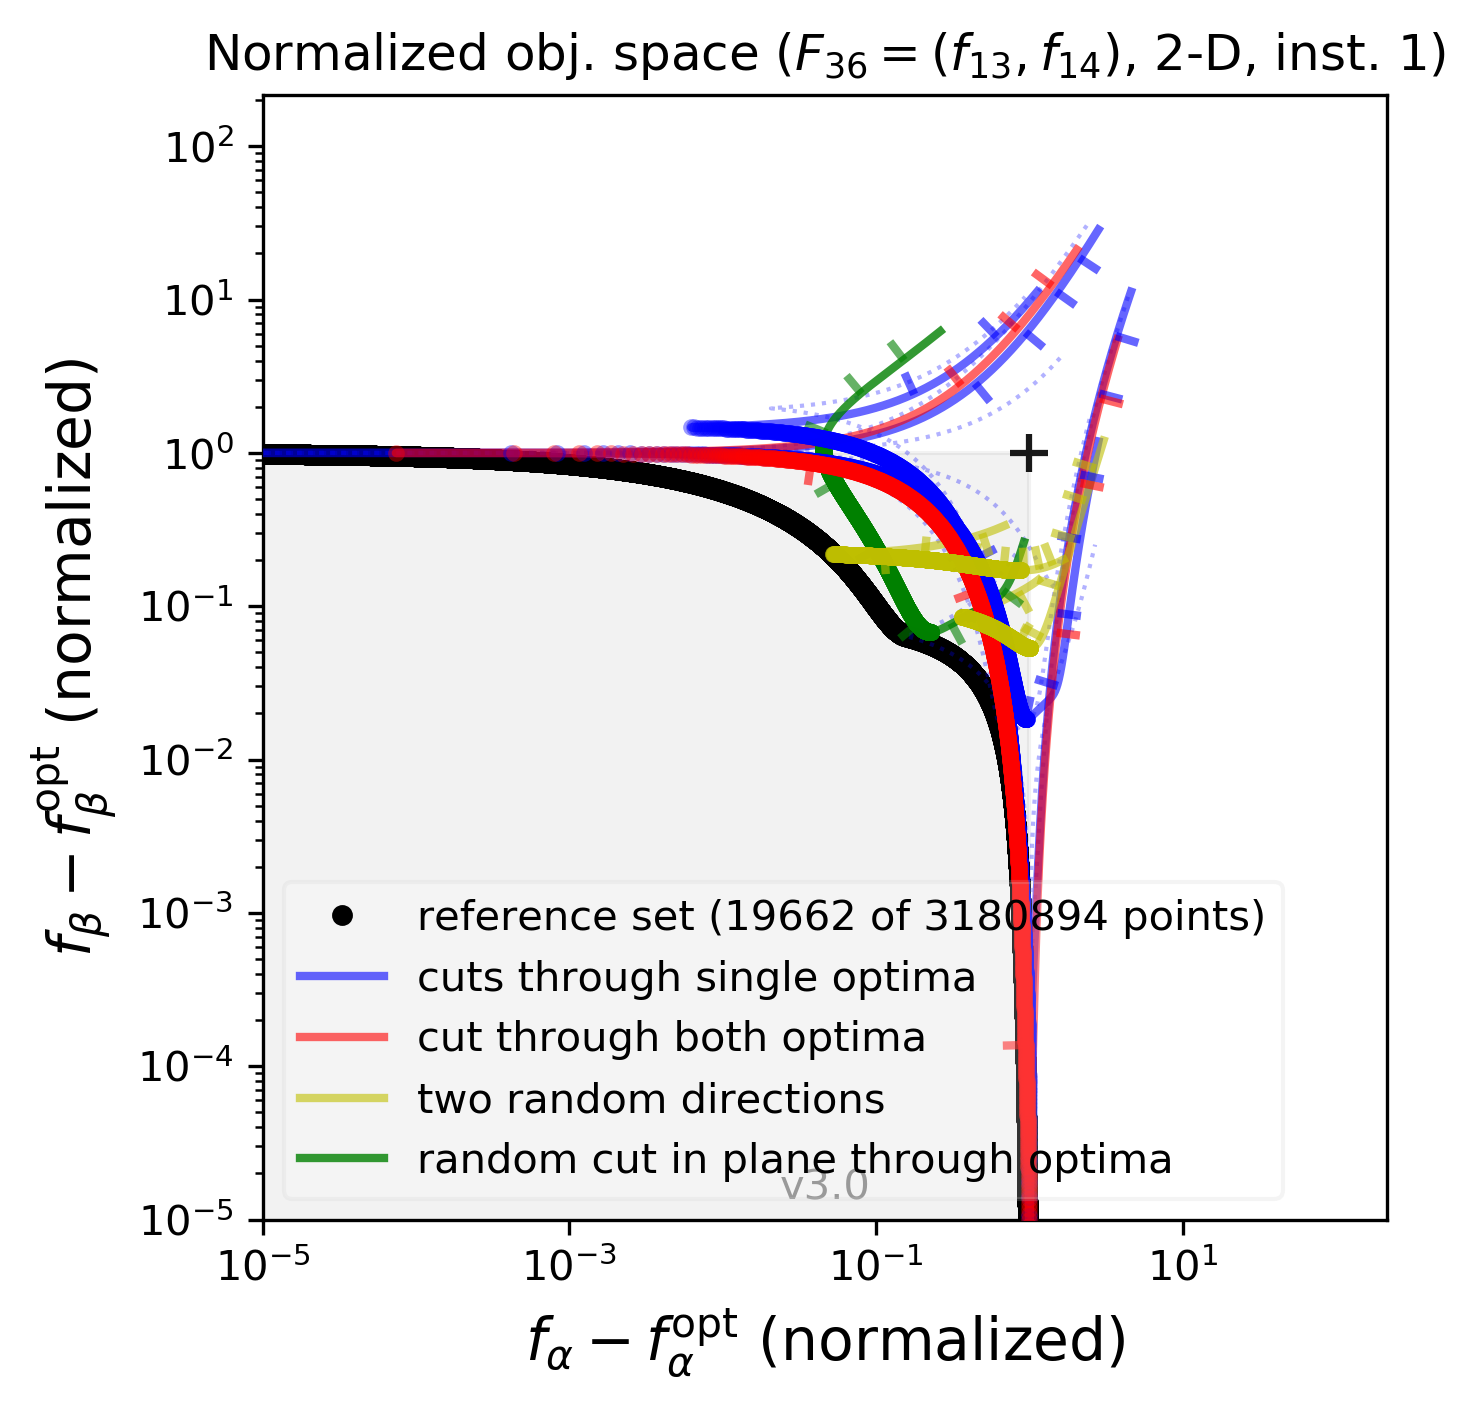 Normalized obj. space (F₃₆ = (f₁₃, f₁₄), 2-D, inst. 1)
10²
10¹
10⁰
10⁻¹
10⁻²
10⁻³
10⁻⁴
10⁻⁵
f_β − f_β^opt (normalized)
reference set (19662 of 3180894 points)
cuts through single optima
cut through both optima
two random directions
random cut in plane through optima
v3.0
10⁻⁵ 10⁻³ 10⁻¹ 10¹
f_α − f_α^opt (normalized)